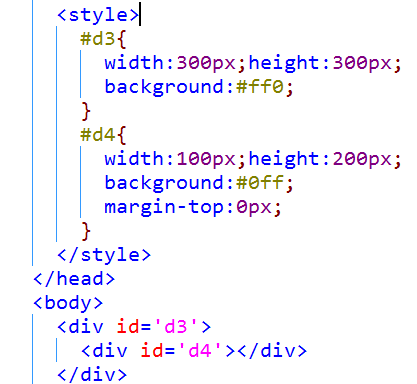 <style>
#d3{
width:300px;height:300px;
background:#ff0;
}
#d4{
width:100px;height:200px;
background:#0ff;
margin-top:0px;
}
</style>
</head>
<body>
<div id='d3'>
<div id='d4'></div>
</div>